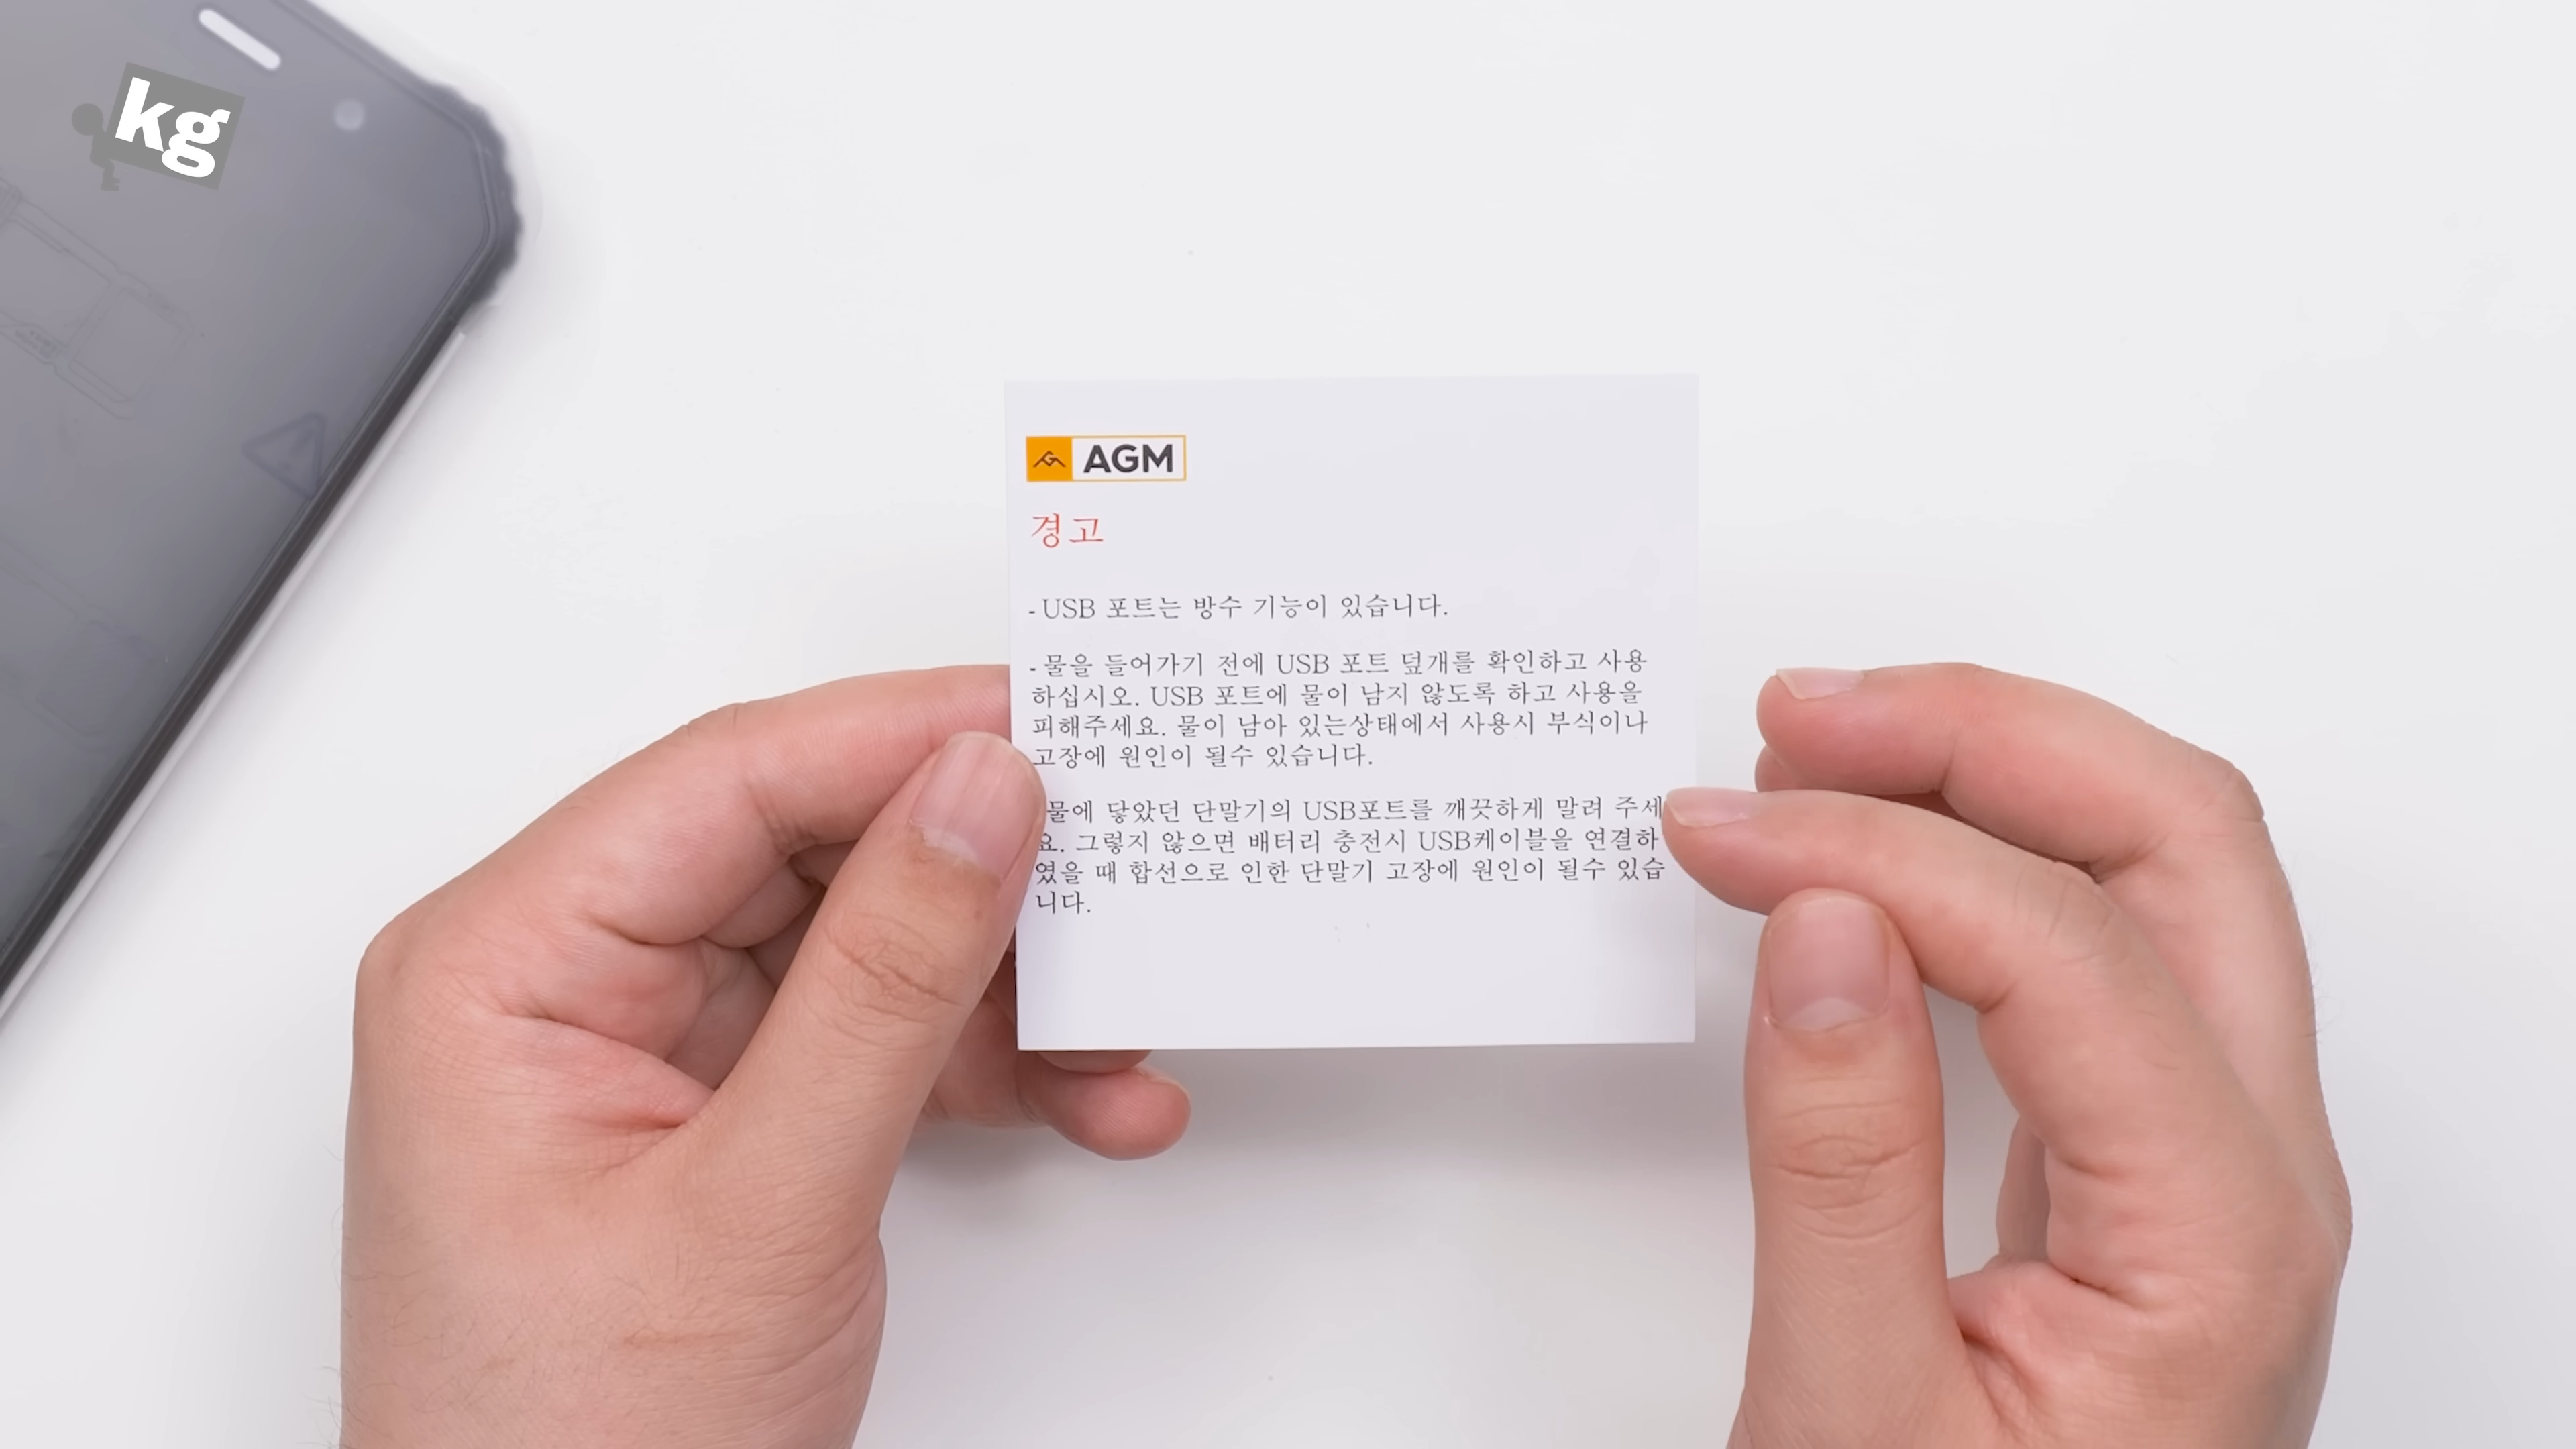 kg
AGM
경고
- USB 포트는 방수 기능이 있습니다.
- 물을 들어가기 전에 USB 포트 덮개를 확인하고 사용
하십시오. USB 포트에 물이 남지 않도록 하고 사용을
피해주세요. 물이 남아 있는상태에서 사용시 부식이나
고장에 원인이 될수 있습니다.
물에 닿았던 단말기의 USB포트를 깨끗하게 말려 주세
요. 그렇지 않으면 배터리 충전시 USB케이블을 연결하
였을 때 합선으로 인한 단말기 고장에 원인이 될수 있습
니다.